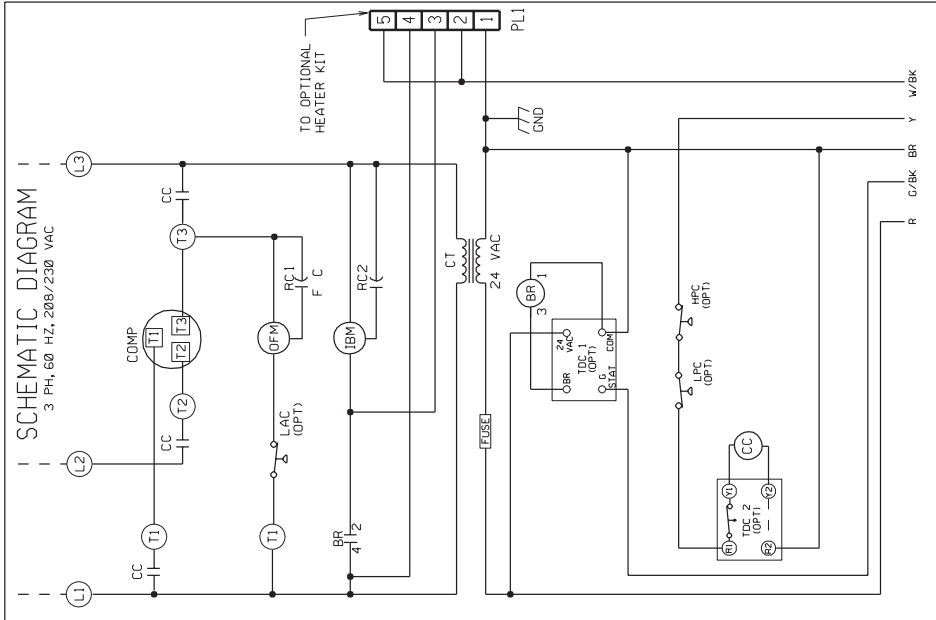 SCHEMATIC DIAGRAM
3 PH, 60 HZ, 208/230 VAC
L1
L2
L3
CC
T1
CC
T2
COMP
T1
T2
T3
T3
CC
T1
LAC
(OPT)
OFM
RC1
F C
BR
4 2
IBM
RC2
TO OPTIONAL
HEATER KIT
5
4
3
2
1
PL1
CT
24 VAC
FUSE
GND
BR
3 1
24
VAC
BR
TDC 1
(OPT)
COM
G
STAT
HPC
(OPT)
LPC
(OPT)
CC
Y1
Y2
TDC 2
(OPT)
R1
R2
W/BK
Y
BR
G/BK
R